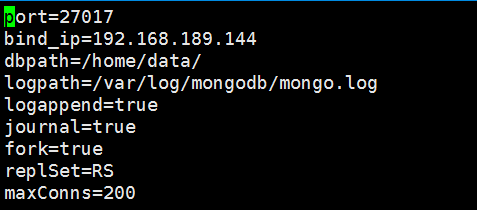 port=27017
bind_ip=192.168.189.144
dbpath=/home/data/
logpath=/var/log/mongodb/mongo.log
logappend=true
journal=true
fork=true
replSet=RS
maxConns=200